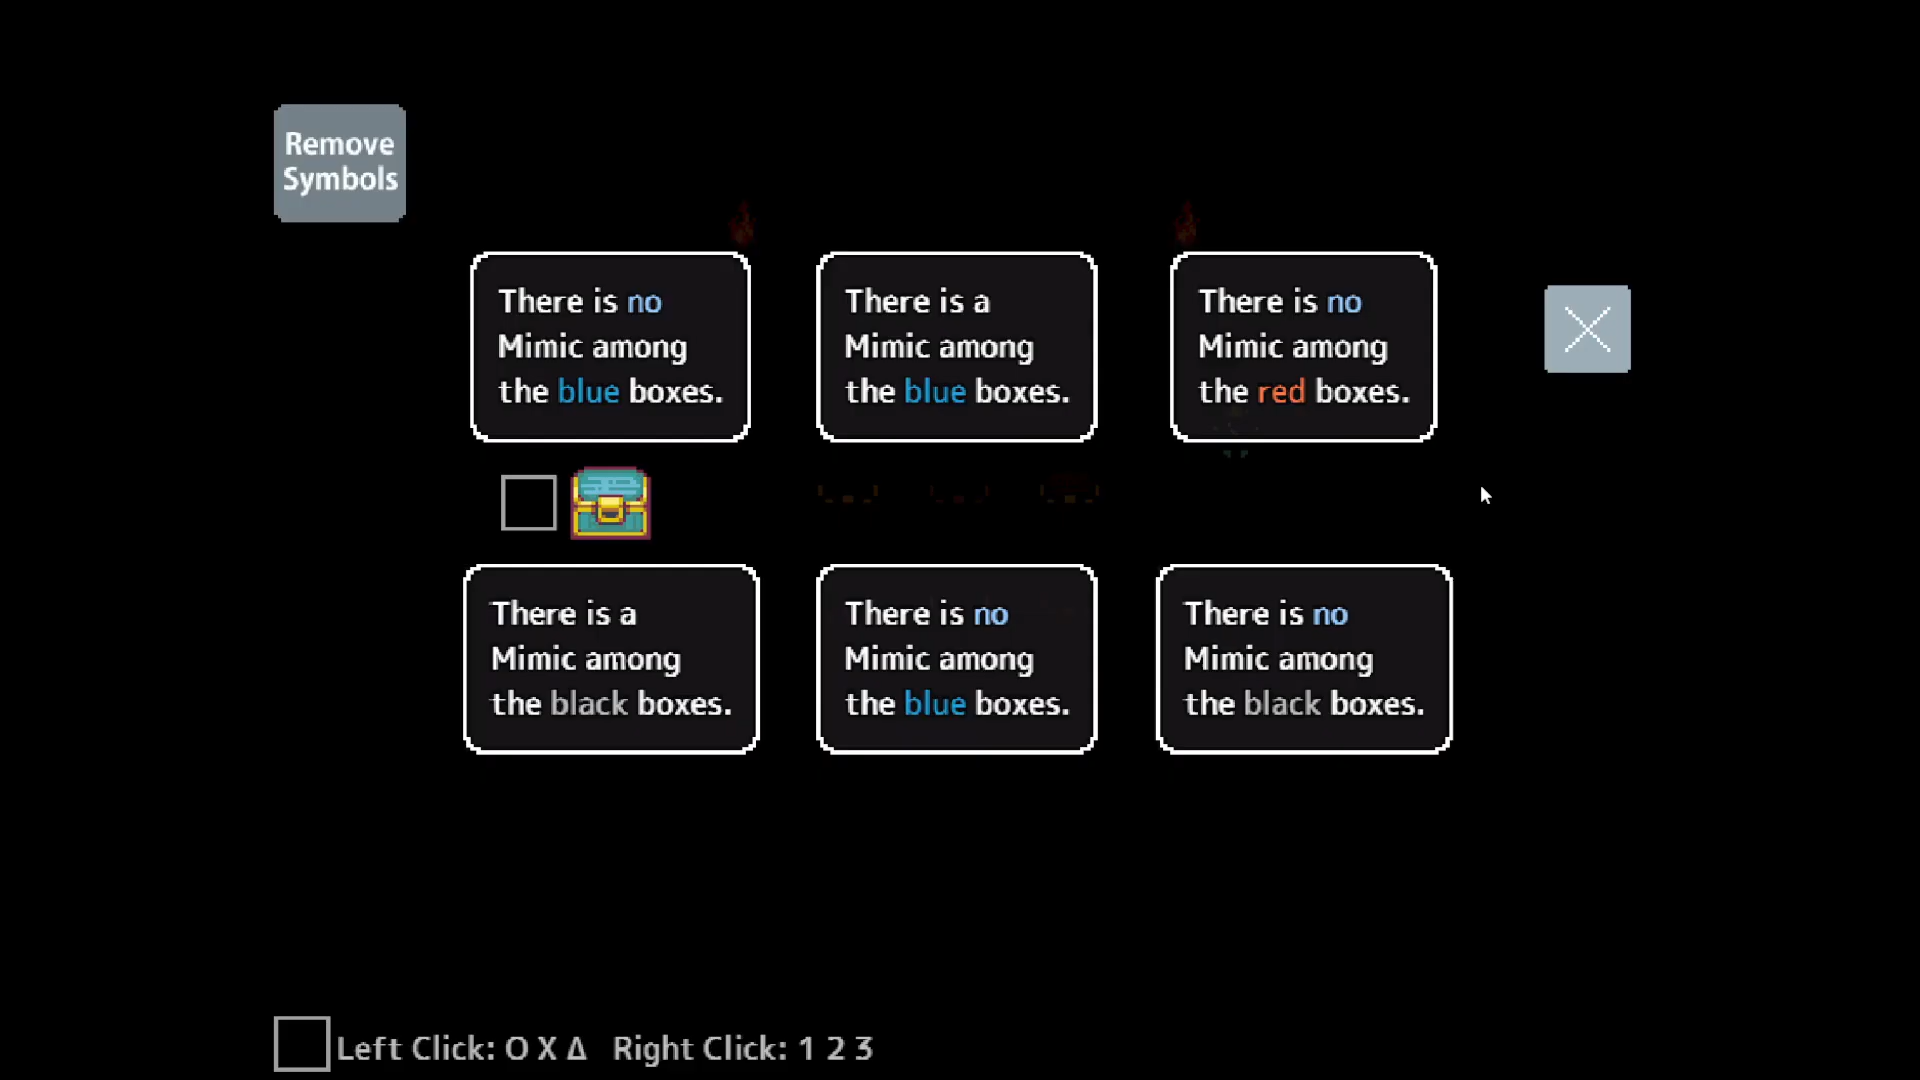 Remove
Symbols
There is no
Mimic among
the blue boxes.
There is a
Mimic among
the blue boxes.
There is no
Mimic among
the red boxes.
There is a
Mimic among
the black boxes.
There is no
Mimic among
the blue boxes.
There is no
Mimic among
the black boxes.
Left Click: O X Δ Right Click: 1 2 3